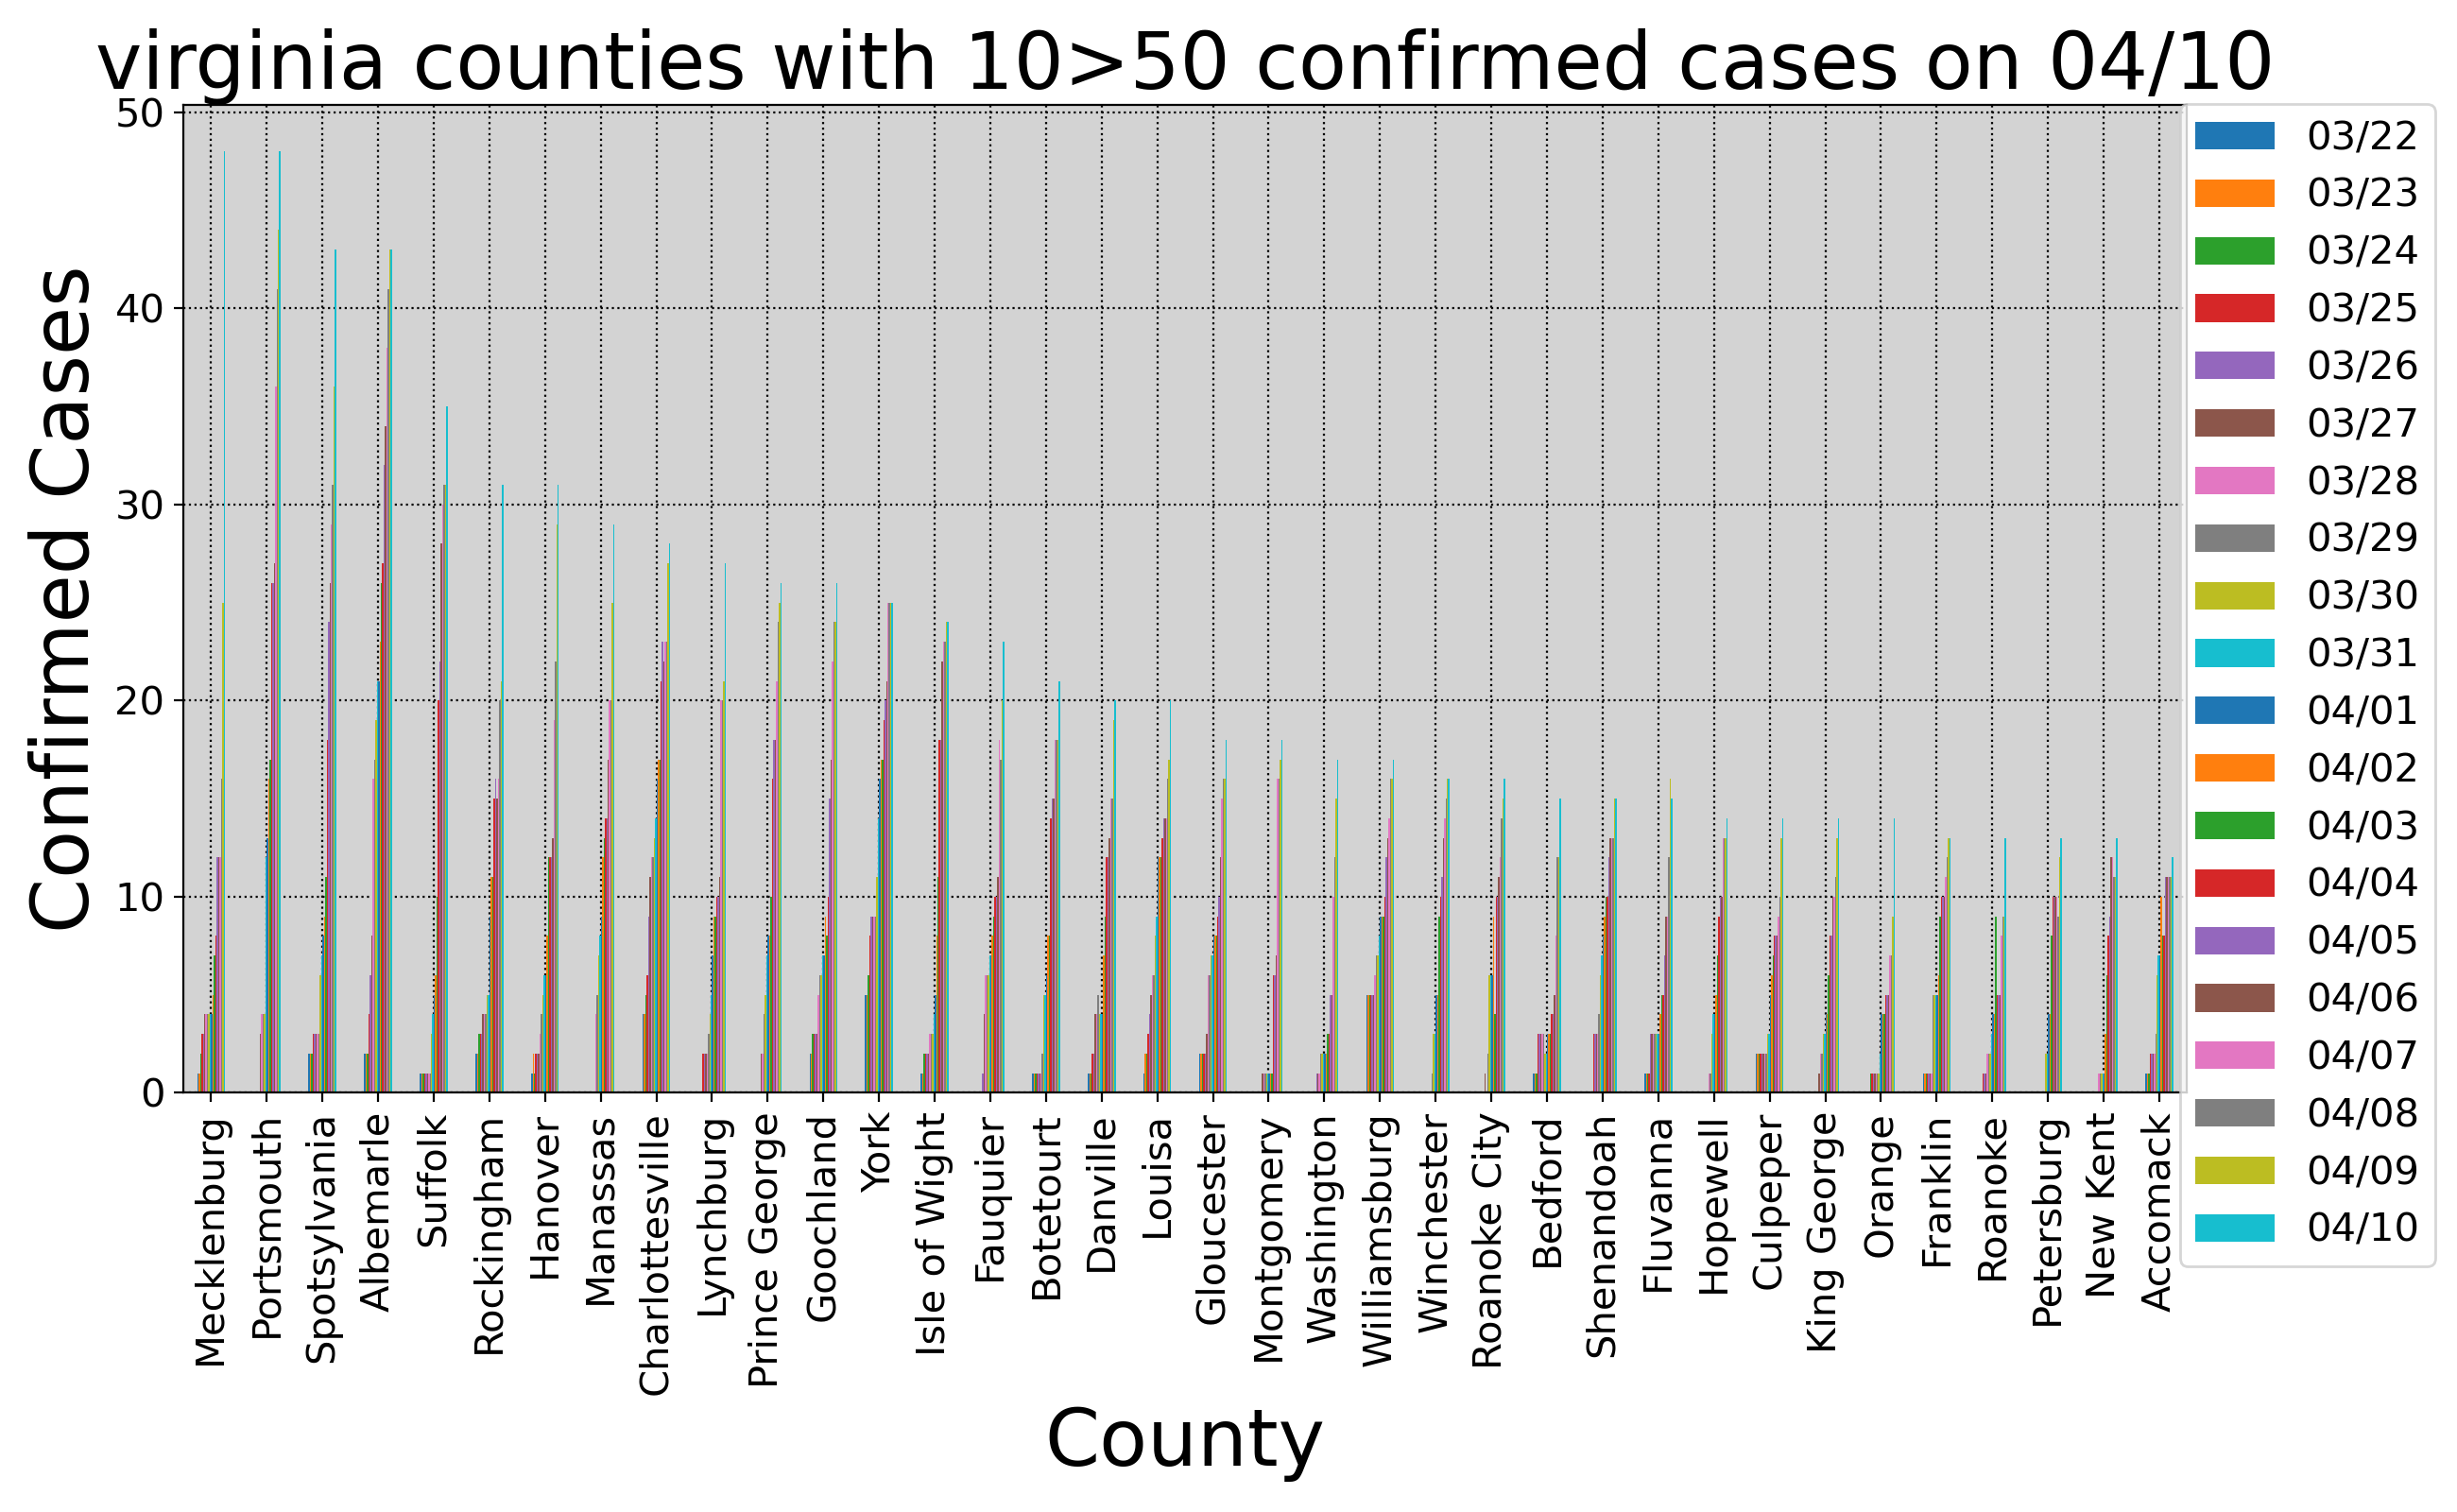 virginia counties with 10>50 confirmed cases on 04/10
Confirmed Cases
50
40
30
20
10
0
Mecklenburg
Portsmouth
Spotsylvania
Albemarle
Suffolk
Rockingham
Hanover
Manassas
Charlottesville
Lynchburg
Prince George
Goochland
York
Isle of Wight
Fauquier
Botetourt
Danville
Louisa
Gloucester
Montgomery
Washington
Williamsburg
Winchester
Roanoke City
Bedford
Shenandoah
Fluvanna
Hopewell
Culpeper
King George
Orange
Franklin
Roanoke
Petersburg
New Kent
Accomack
County
03/22
03/23
03/24
03/25
03/26
03/27
03/28
03/29
03/30
03/31
04/01
04/02
04/03
04/04
04/05
04/06
04/07
04/08
04/09
04/10